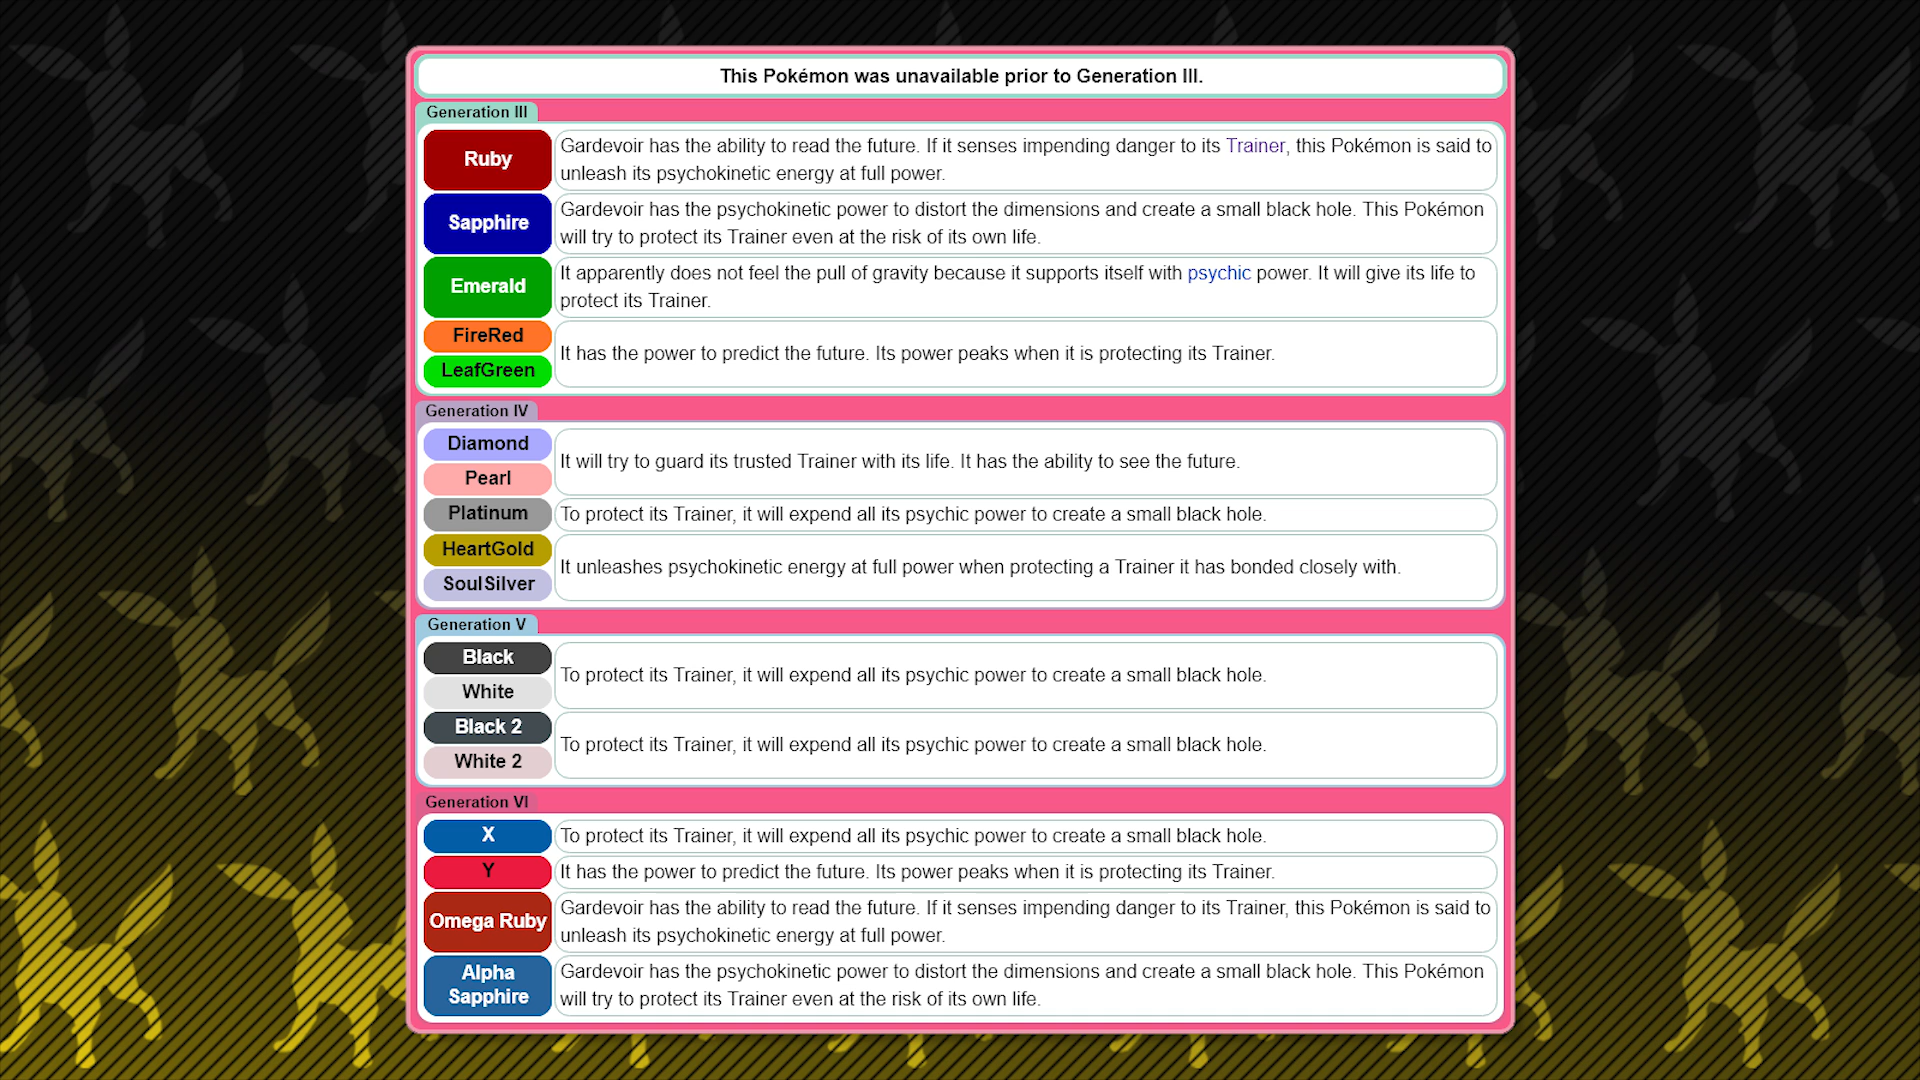 This Pokémon was unavailable prior to Generation III.
Generation III
Ruby
Gardevoir has the ability to read the future. If it senses impending danger to its Trainer, this Pokémon is said to
unleash its psychokinetic energy at full power.
Sapphire
Gardevoir has the psychokinetic power to distort the dimensions and create a small black hole. This Pokémon
will try to protect its Trainer even at the risk of its own life.
Emerald
It apparently does not feel the pull of gravity because it supports itself with psychic power. It will give its life to
protect its Trainer.
FireRed
LeafGreen
It has the power to predict the future. Its power peaks when it is protecting its Trainer.
Generation IV
Diamond
Pearl
It will try to guard its trusted Trainer with its life. It has the ability to see the future.
Platinum
To protect its Trainer, it will expend all its psychic power to create a small black hole.
HeartGold
SoulSilver
It unleashes psychokinetic energy at full power when protecting a Trainer it has bonded closely with.
Generation V
Black
White
To protect its Trainer, it will expend all its psychic power to create a small black hole.
Black 2
White 2
To protect its Trainer, it will expend all its psychic power to create a small black hole.
Generation VI
X
To protect its Trainer, it will expend all its psychic power to create a small black hole.
Y
It has the power to predict the future. Its power peaks when it is protecting its Trainer.
Omega Ruby
Gardevoir has the ability to read the future. If it senses impending danger to its Trainer, this Pokémon is said to
unleash its psychokinetic energy at full power.
Alpha
Sapphire
Gardevoir has the psychokinetic power to distort the dimensions and create a small black hole. This Pokémon
will try to protect its Trainer even at the risk of its own life.